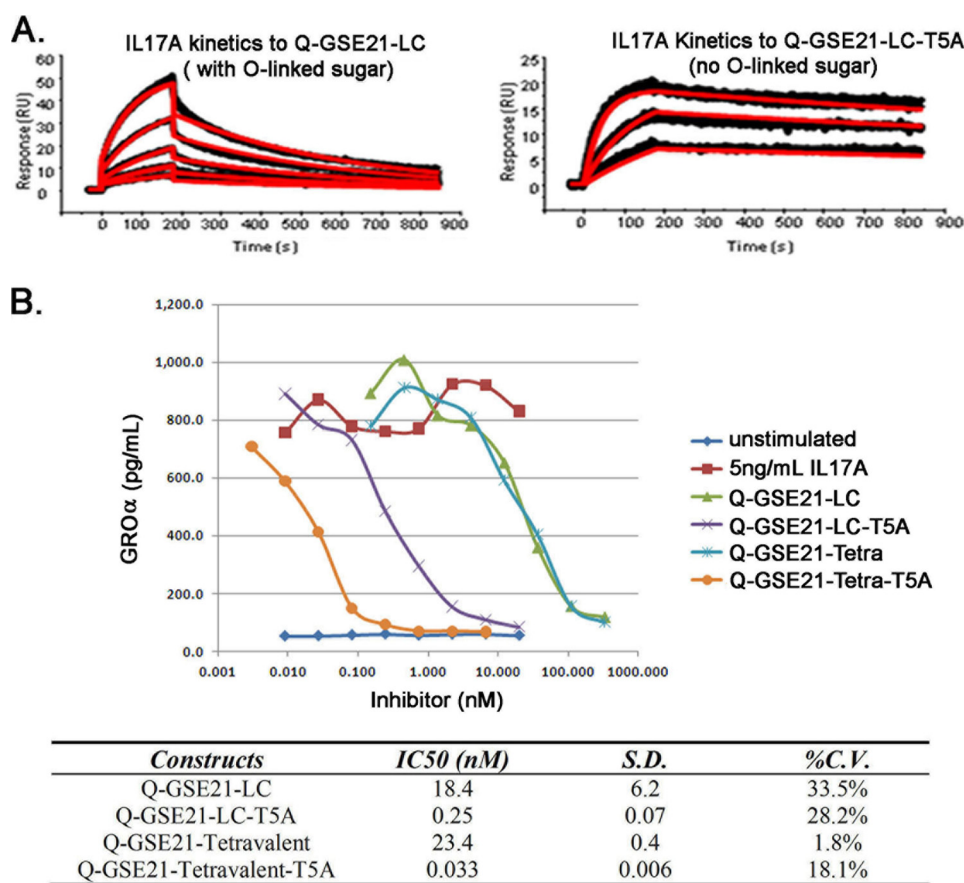 A.
IL17A kinetics to Q-GSE21-LC
( with O-linked sugar)
Response (RU)
60
50
40
30
20
10
0
0 100 200 300 400 500 600 700 800 900
Time (s)
IL17A Kinetics to Q-GSE21-LC-T5A
(no O-linked sugar)
Response (RU)
25
20
15
10
5
0
0 100 200 300 400 500 600 700 800 900
Time (s)
B.
GROα (pg/mL)
1,200.0
1,000.0
800.0
600.0
400.0
200.0
0.0
0.001 0.010 0.100 1.000 10.000 100.000 1000.000
Inhibitor (nM)
unstimulated
5ng/mL IL17A
Q-GSE21-LC
Q-GSE21-LC-T5A
Q-GSE21-Tetra
Q-GSE21-Tetra-T5A
Constructs IC50 (nM) S.D. %C.V.
Q-GSE21-LC 18.4 6.2 33.5%
Q-GSE21-LC-T5A 0.25 0.07 28.2%
Q-GSE21-Tetravalent 23.4 0.4 1.8%
Q-GSE21-Tetravalent-T5A 0.033 0.006 18.1%